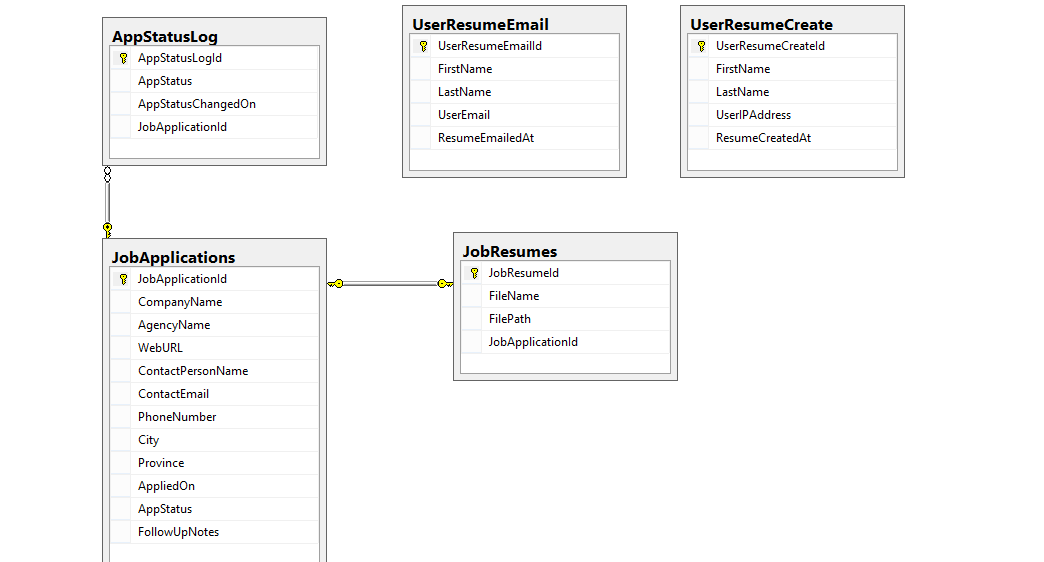 AppStatusLog
AppStatusLogId
AppStatus
AppStatusChangedOn
JobApplicationId
UserResumeEmail
UserResumeEmailId
FirstName
LastName
UserEmail
ResumeEmailedAt
UserResumeCreate
UserResumeCreateId
FirstName
LastName
UserIPAddress
ResumeCreatedAt
JobApplications
JobApplicationId
CompanyName
AgencyName
WebURL
ContactPersonName
ContactEmail
PhoneNumber
City
Province
AppliedOn
AppStatus
FollowUpNotes
JobResumes
JobResumeId
FileName
FilePath
JobApplicationId